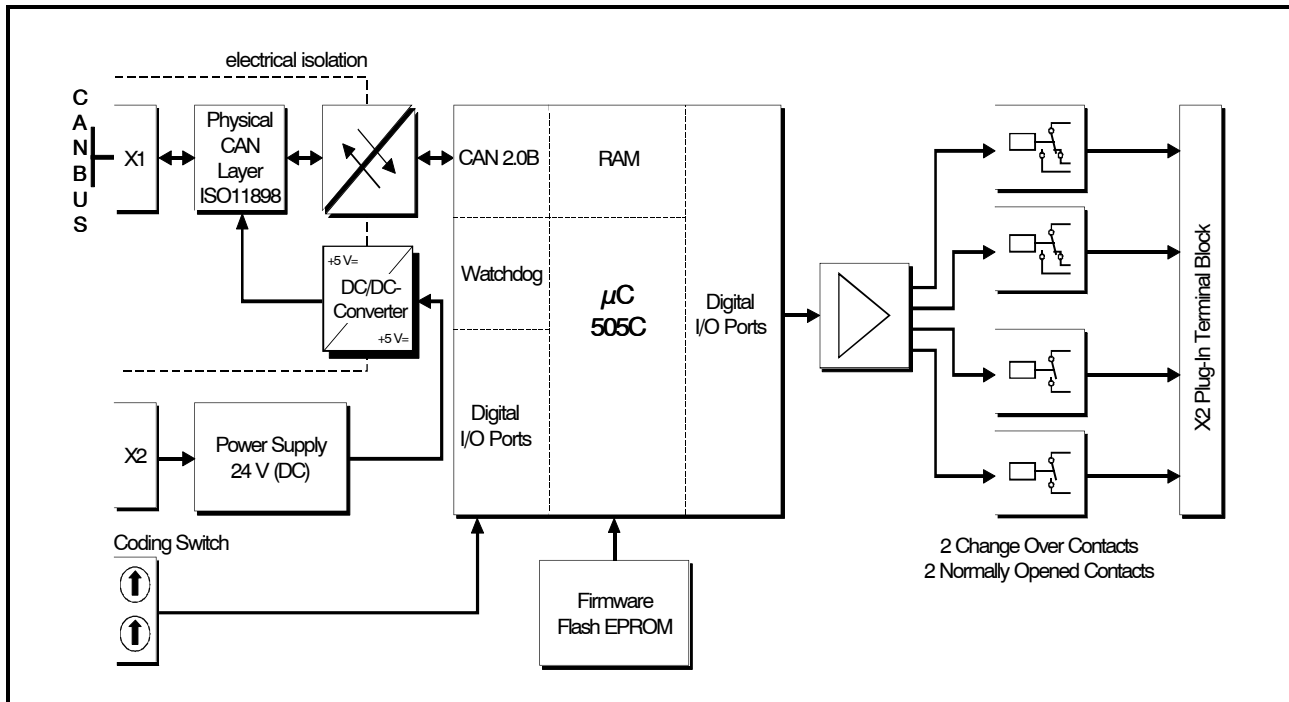 electrical isolation
CAN BUS
X1
Physical
CAN
Layer
ISO11898
CAN 2.0B
RAM
+5 V=
DC/DC-
Converter
+5 V=
Watchdog
µC
505C
Digital
I/O Ports
Digital
I/O Ports
X2
Power Supply
24 V (DC)
X2 Plug-In Terminal Block
Coding Switch
Firmware
Flash EPROM
2 Change Over Contacts
2 Normally Opened Contacts